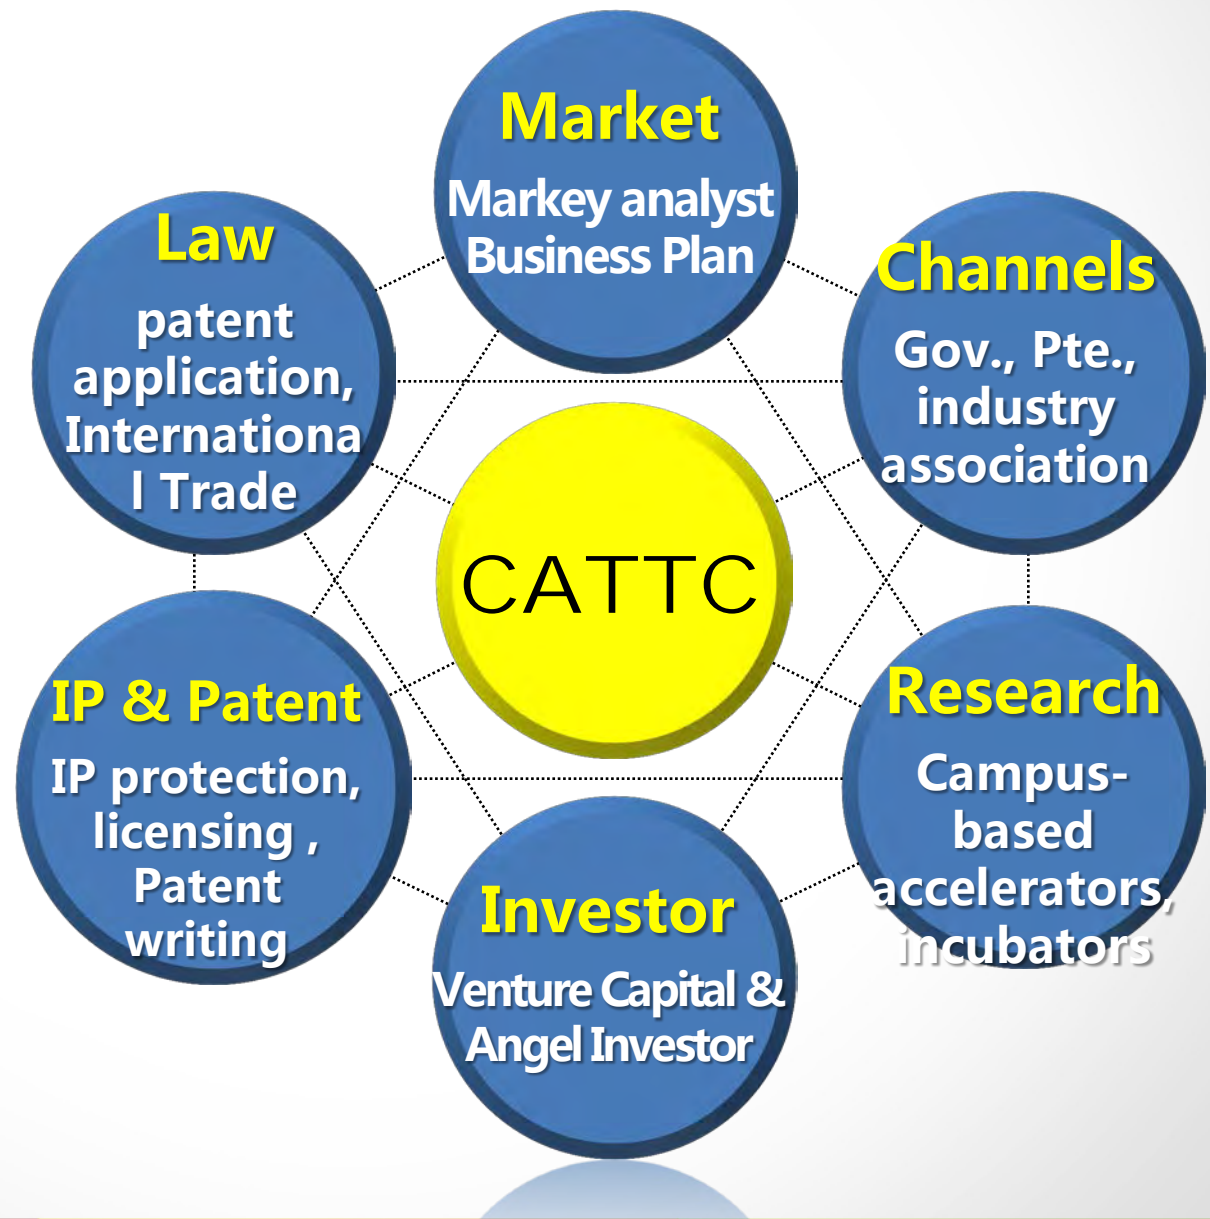 Market
Markey analyst
Business Plan
Law
patent
application,
Internationa
l Trade
Channels
Gov., Pte.,
industry
association
CATTC
IP & Patent
IP protection,
licensing ,
Patent
writing
Research
Campus-
based
accelerators,
incubators
Investor
Venture Capital &
Angel Investor